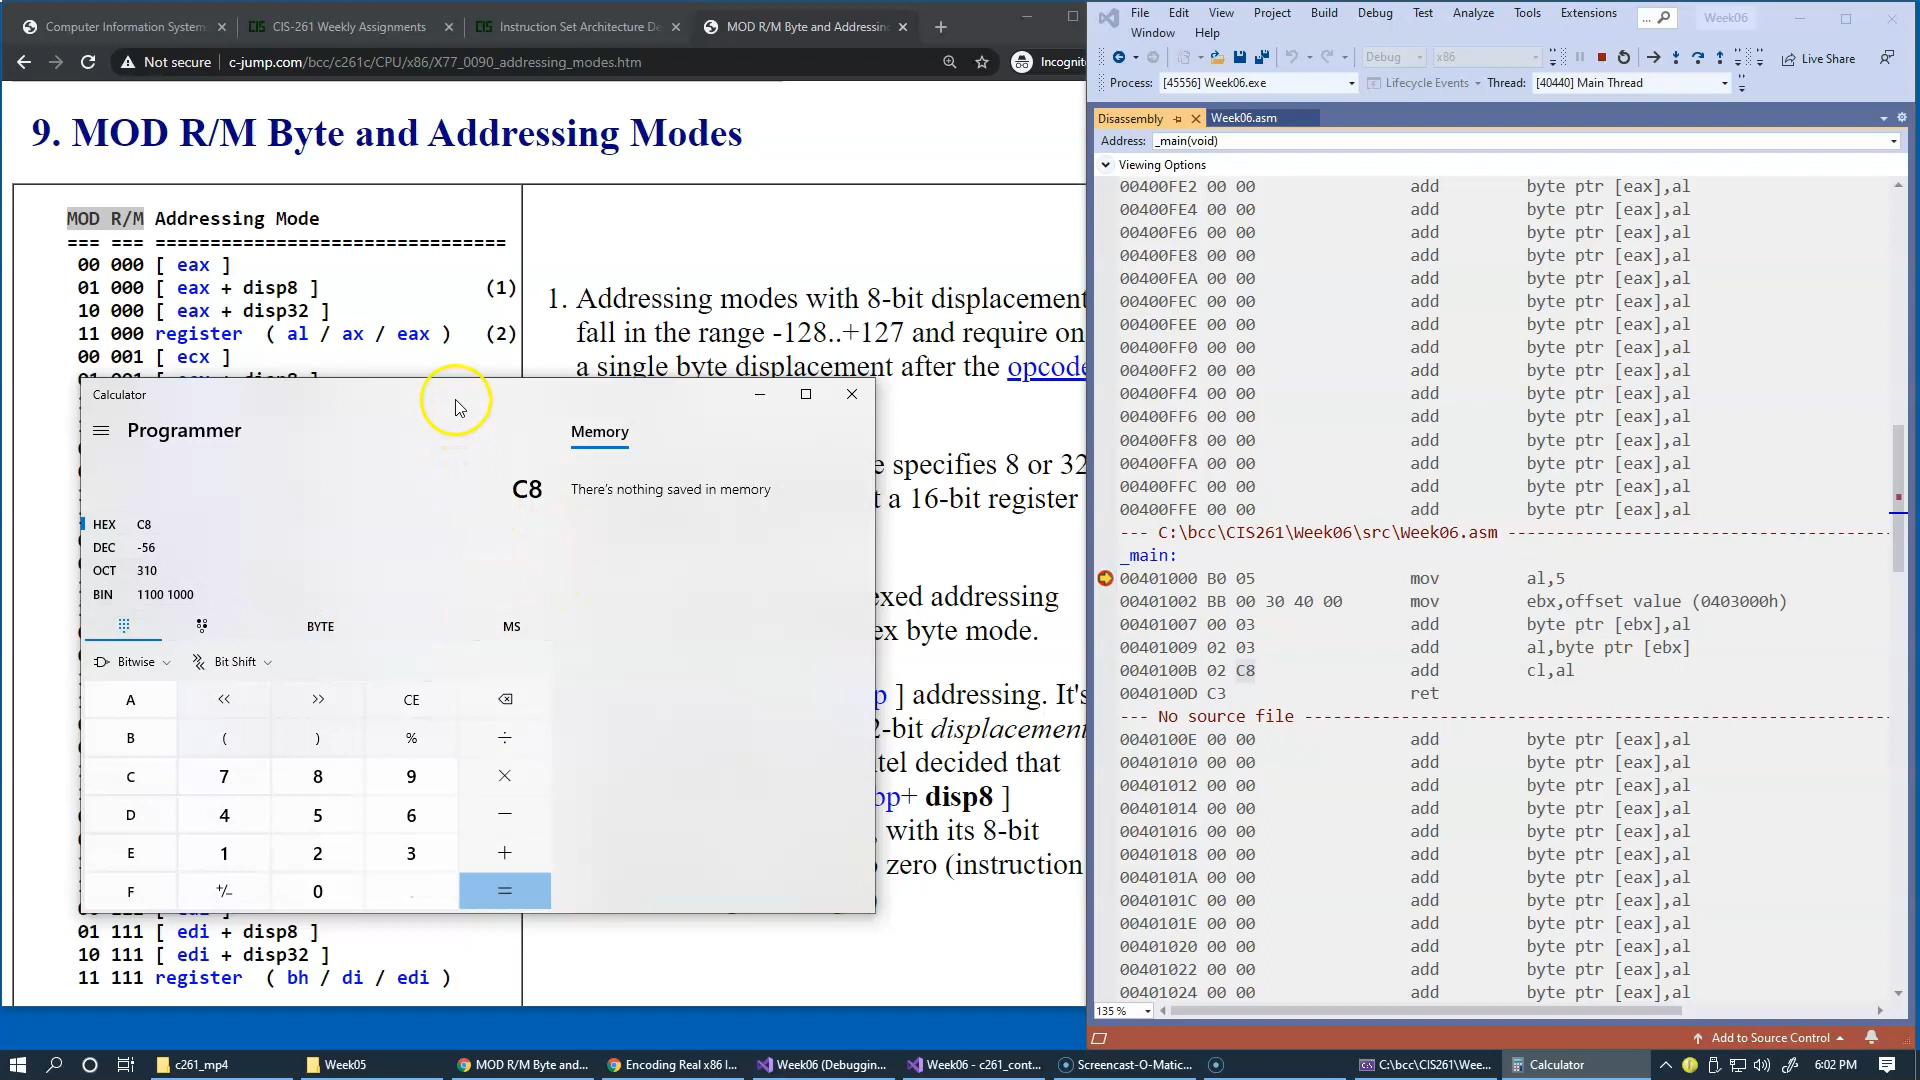 Computer Information System
CIS-261 Weekly Assignments
Instruction Set Architecture De
MOD R/M Byte and Addressin
Not secure
c-jump.com/bcc/c261c/CPU/x86/X77_0090_addressing_modes.htm
Incognito
9. MOD R/M Byte and Addressing Modes
MOD R/M Addressing Mode
=== === ================================
00 000 [ eax ]
01 000 [ eax + disp8 ] (1)
10 000 [ eax + disp32 ]
11 000 register ( al / ax / eax ) (2)
00 001 [ ecx ]
1. Addressing modes with 8-bit displacement
fall in the range -128..+127 and require on
a single byte displacement after the opcode
e specifies 8 or 32
t a 16-bit register
exed addressing
ex byte mode.
p ] addressing. It's
2-bit displacement
tel decided that
bp+ disp8 ]
, with its 8-bit
zero (instruction
01 111 [ edi + disp8 ]
10 111 [ edi + disp32 ]
11 111 register ( bh / di / edi )
Calculator
Programmer
C8
HEX C8
DEC -56
OCT 310
BIN 1100 1000
BYTE
MS
Bitwise
Bit Shift
A << >> CE
B ( ) % ÷
C 7 8 9 ×
D 4 5 6 −
E 1 2 3 +
F +/− 0 . =
Memory
There's nothing saved in memory
File Edit View Project Build Debug Test Analyze Tools Extensions
Window Help
...
Week06
Debug
x86
Live Share
Process: [45556] Week06.exe
Lifecycle Events
Thread: [40440] Main Thread
Disassembly
Week06.asm
Address: _main(void)
Viewing Options
00400FE2 00 00 add byte ptr [eax],al
00400FE4 00 00 add byte ptr [eax],al
00400FE6 00 00 add byte ptr [eax],al
00400FE8 00 00 add byte ptr [eax],al
00400FEA 00 00 add byte ptr [eax],al
00400FEC 00 00 add byte ptr [eax],al
00400FEE 00 00 add byte ptr [eax],al
00400FF0 00 00 add byte ptr [eax],al
00400FF2 00 00 add byte ptr [eax],al
00400FF4 00 00 add byte ptr [eax],al
00400FF6 00 00 add byte ptr [eax],al
00400FF8 00 00 add byte ptr [eax],al
00400FFA 00 00 add byte ptr [eax],al
00400FFC 00 00 add byte ptr [eax],al
00400FFE 00 00 add byte ptr [eax],al
--- C:\bcc\CIS261\Week06\src\Week06.asm ----------------------------------------
_main:
00401000 B0 05 mov al,5
00401002 BB 00 30 40 00 mov ebx,offset value (0403000h)
00401007 00 03 add byte ptr [ebx],al
00401009 02 03 add al,byte ptr [ebx]
0040100B 02 C8 add cl,al
0040100D C3 ret
--- No source file -------------------------------------------------------------
0040100E 00 00 add byte ptr [eax],al
00401010 00 00 add byte ptr [eax],al
00401012 00 00 add byte ptr [eax],al
00401014 00 00 add byte ptr [eax],al
00401016 00 00 add byte ptr [eax],al
00401018 00 00 add byte ptr [eax],al
0040101A 00 00 add byte ptr [eax],al
0040101C 00 00 add byte ptr [eax],al
0040101E 00 00 add byte ptr [eax],al
00401020 00 00 add byte ptr [eax],al
00401022 00 00 add byte ptr [eax],al
00401024 00 00 add byte ptr [eax],al
135 %
Add to Source Control
c261_mp4
Week05
MOD R/M Byte and...
Encoding Real x86 I...
Week06 (Debuggin...
Week06 - c261_cont...
Screencast-O-Matic...
C:\bcc\CIS261\Wee...
Calculator
6:02 PM